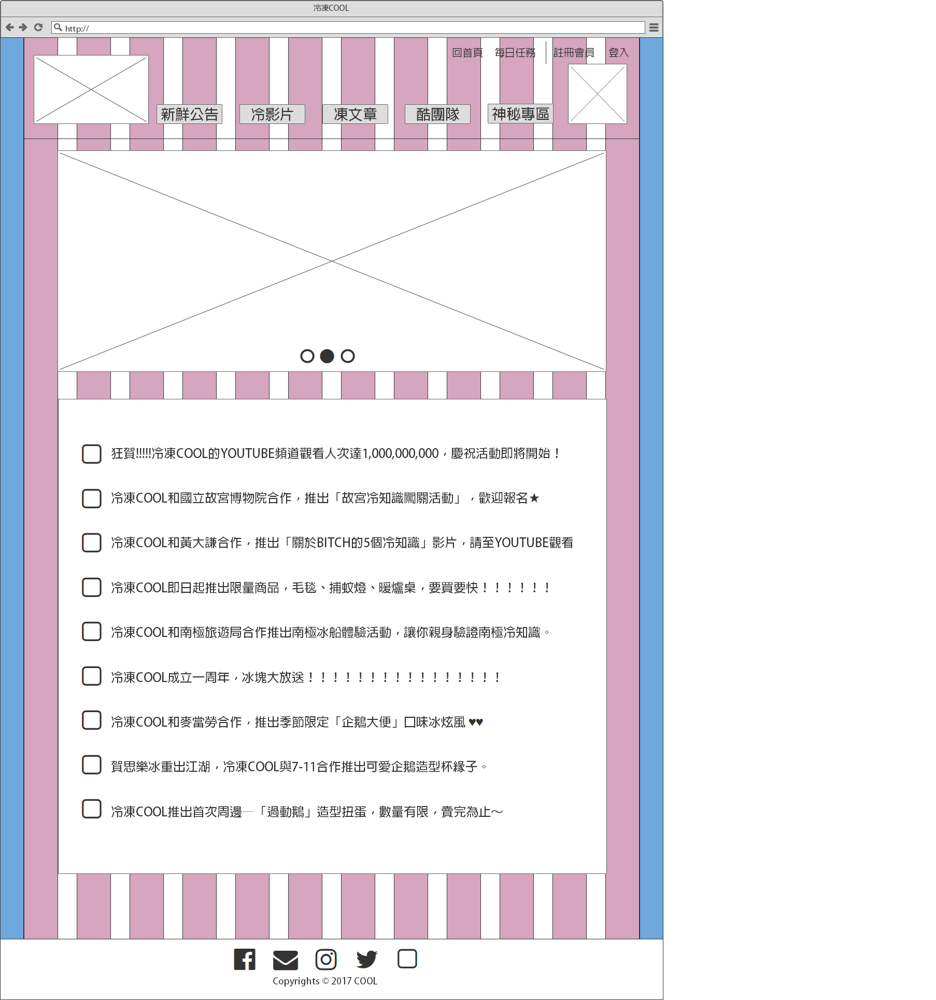 冷凍COOL
http://
回首頁 每日任務 註冊會員 登入
新鮮公告 冷影片 凍文章 酷團隊 神秘專區
狂賀!!!!!冷凍COOL的YOUTUBE頻道觀看人次達1,000,000,000，慶祝活動即將開始！
冷凍COOL和國立故宮博物院合作，推出「故宮冷知識闖關活動」，歡迎報名★
冷凍COOL和黃大謙合作，推出「關於BITCH的5個冷知識」影片，請至YOUTUBE觀看
冷凍COOL即日起推出限量商品，毛毯、捕蚊燈、暖爐桌，要買要快！！！！！！
冷凍COOL和南極旅遊局合作推出南極冰船體驗活動，讓你親身驗證南極冷知識。
冷凍COOL成立一周年，冰塊大放送！！！！！！！！！！！！！！！！
冷凍COOL和麥當勞合作，推出季節限定「企鵝大便」口味冰炫風 ♥♥
賀思樂冰重出江湖，冷凍COOL與7-11合作推出可愛企鵝造型杯緣子。
冷凍COOL推出首次周邊—「過動鵝」造型扭蛋，數量有限，賣完為止～
Copyrights © 2017 COOL